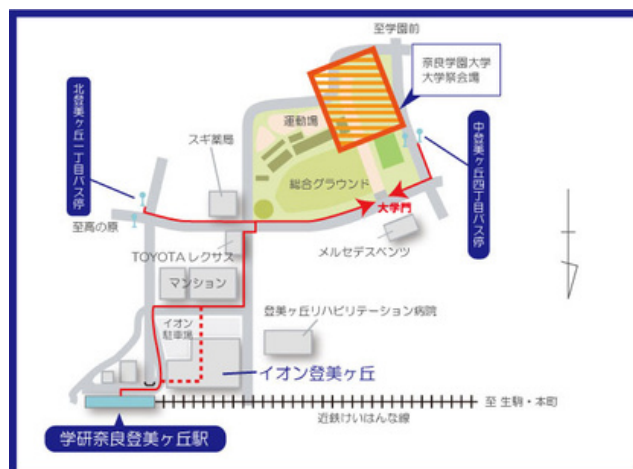 至学園前
奈良学園大学
大学祭会場
北登美ヶ丘一丁目バス停
スギ薬局
運動場
中登美ヶ丘四丁目バス停
総合グラウンド
至高の原
大学門
TOYOTA レクサス
メルセデスベンツ
マンション
登美ヶ丘リハビリテーション病院
イオン
駐車場
イオン登美ヶ丘
至 生駒・本町
近鉄けいはんな線
学研奈良登美ヶ丘駅